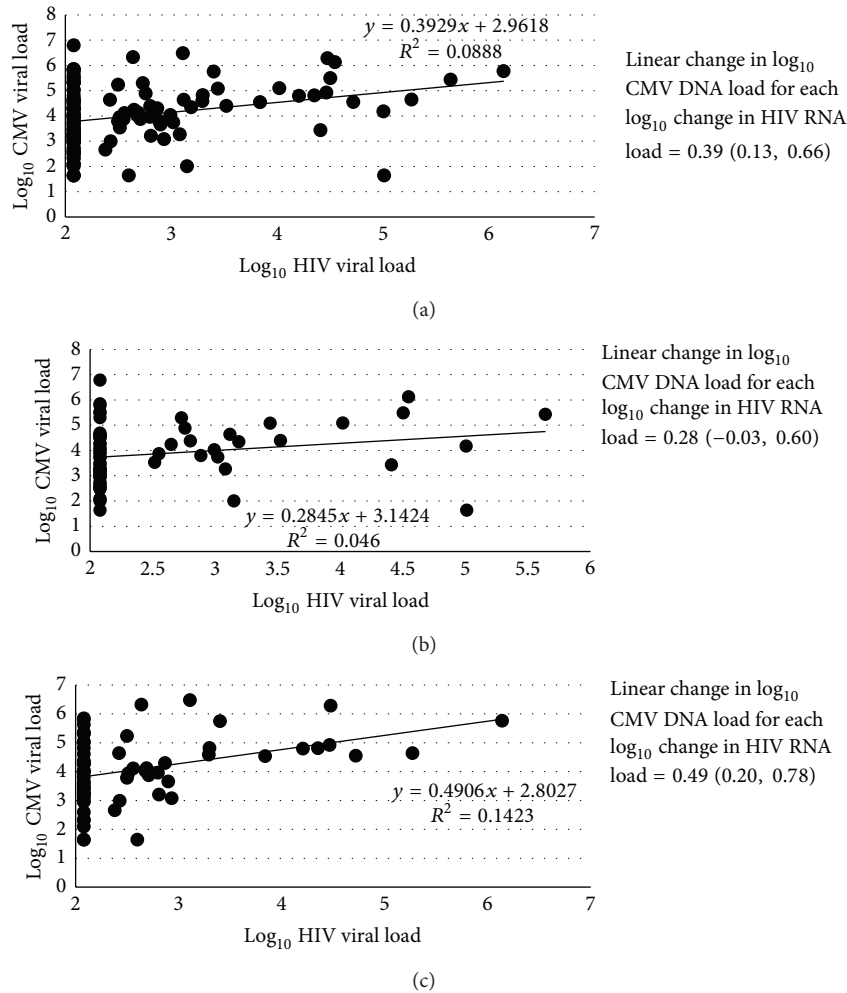 8
7
6
5
4
3
2
1
0
Log₁₀ CMV viral load
y = 0.3929x + 2.9618
R² = 0.0888
2 3 4 5 6 7
Log₁₀ HIV viral load
Linear change in log₁₀
CMV DNA load for each
log₁₀ change in HIV RNA
load = 0.39 (0.13, 0.66)
(a)
8
7
6
5
4
3
2
1
0
Log₁₀ CMV viral load
y = 0.2845x + 3.1424
R² = 0.046
2 2.5 3 3.5 4 4.5 5 5.5 6
Log₁₀ HIV viral load
Linear change in log₁₀
CMV DNA load for each
log₁₀ change in HIV RNA
load = 0.28 (−0.03, 0.60)
(b)
7
6
5
4
3
2
1
0
Log₁₀ CMV viral load
y = 0.4906x + 2.8027
R² = 0.1423
2 3 4 5 6 7
Log₁₀ HIV viral load
Linear change in log₁₀
CMV DNA load for each
log₁₀ change in HIV RNA
load = 0.49 (0.20, 0.78)
(c)